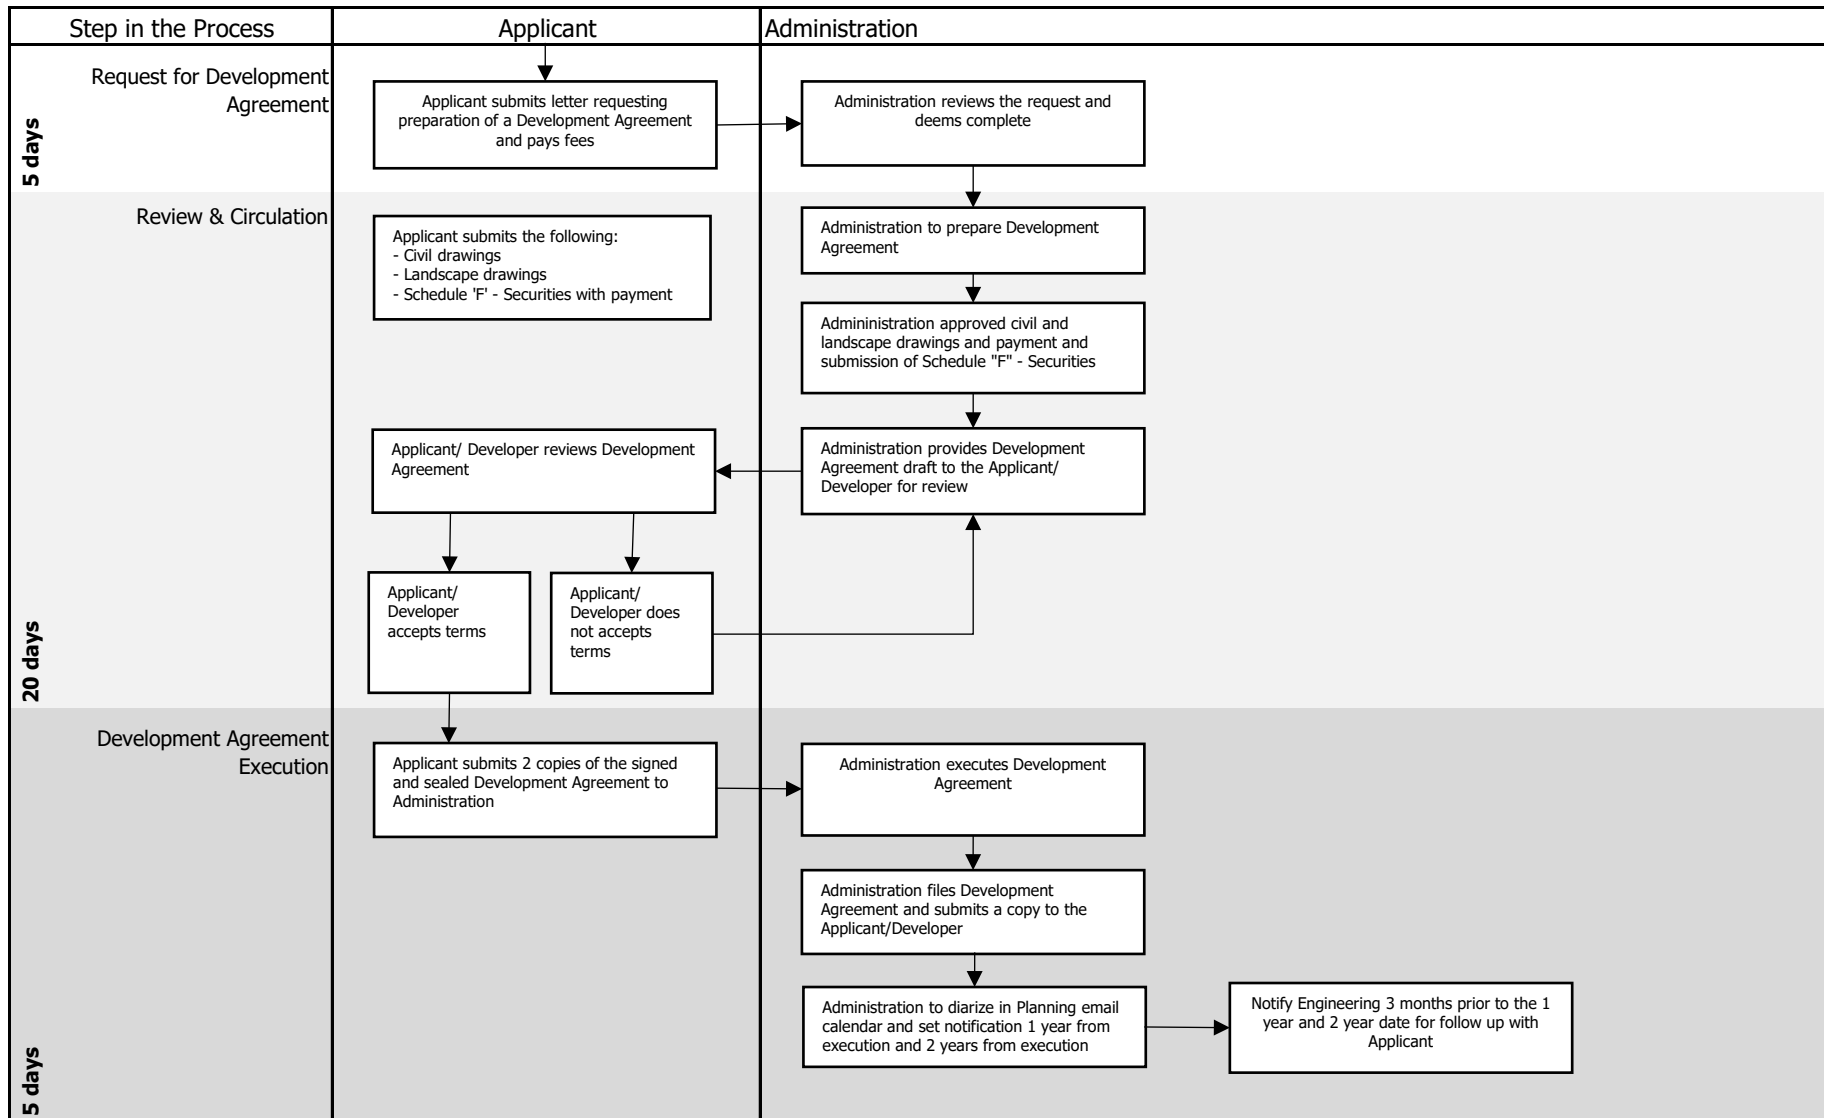 Step in the Process
Applicant
Administration
Request for Development
Agreement
5 days
Applicant submits letter requesting
preparation of a Development Agreement
and pays fees
Administration reviews the request and
deems complete
Review & Circulation
20 days
Applicant submits the following:
- Civil drawings
- Landscape drawings
- Schedule 'F' - Securities with payment
Administration to prepare Development
Agreement
Admininistration approved civil and
landscape drawings and payment and
submission of Schedule "F" - Securities
Administration provides Development
Agreement draft to the Applicant/
Developer for review
Applicant/ Developer reviews Development
Agreement
Applicant/
Developer
accepts terms
Applicant/
Developer does
not accepts
terms
Development Agreement
Execution
5 days
Applicant submits 2 copies of the signed
and sealed Development Agreement to
Administration
Administration executes Development
Agreement
Administration files Development
Agreement and submits a copy to the
Applicant/Developer
Administration to diarize in Planning email
calendar and set notification 1 year from
execution and 2 years from execution
Notify Engineering 3 months prior to the 1
year and 2 year date for follow up with
Applicant